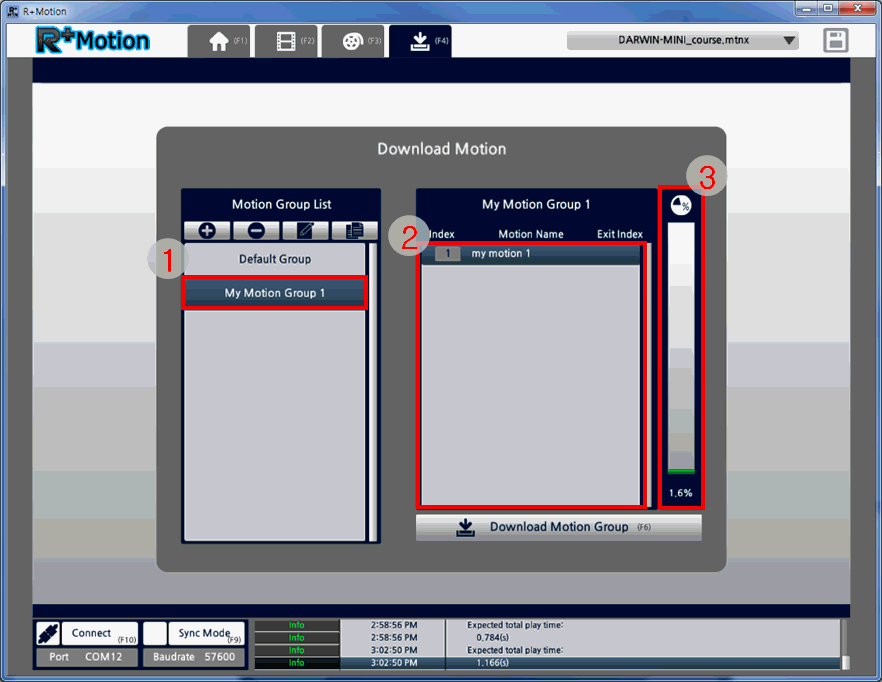 R+Motion
R+Motion
(F1)
(F2)
(F3)
(F4)
DARWIN-MINI_course.mtnx
Download Motion
Motion Group List
My Motion Group 1
3
%
2
Index Motion Name Exit Index
1
Default Group
1 my motion 1
My Motion Group 1
1.6%
Download Motion Group (F6)
Connect (F10)
Sync Mode (F9)
Port COM12
Baudrate 57600
Info 2:58:56 PM Expected total play time:
Info 2:58:56 PM 0.784(s)
Info 3:02:50 PM Expected total play time:
Info 3:02:50 PM 1.166(s)